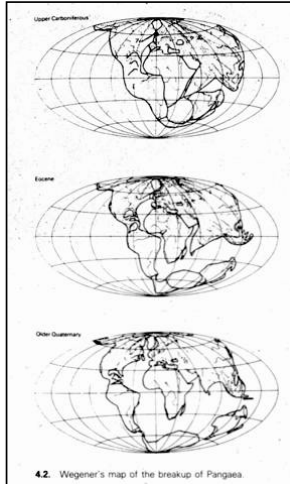 Upper Carboniferous
Eocene
Older Quaternary
4.2. Wegener's map of the breakup of Pangaea.